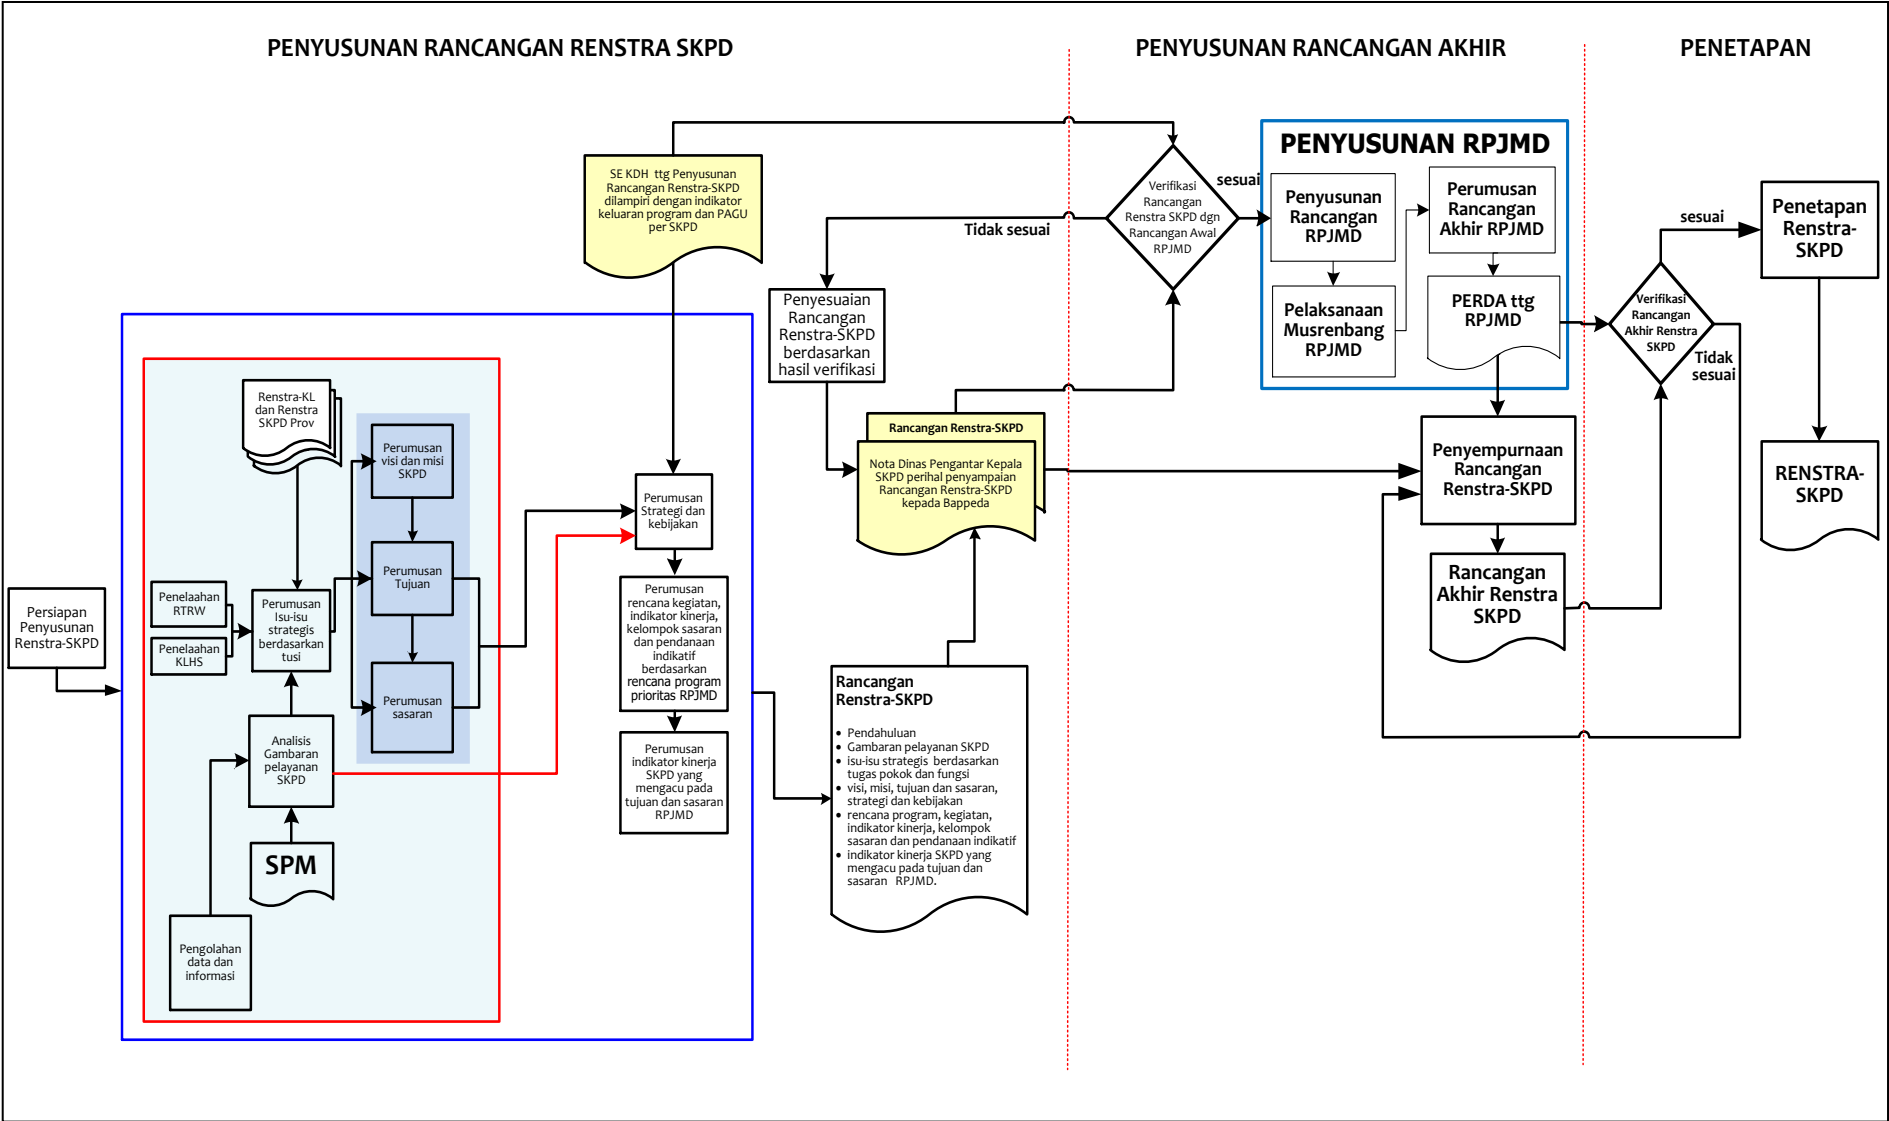 PENYUSUNAN RANCANGAN RENSTRA SKPD
PENYUSUNAN RANCANGAN AKHIR
PENETAPAN
SE KDH ttg Penyusunan
Rancangan Renstra-SKPD
dilampiri dengan indikator
keluaran program dan PAGU
per SKPD
Verifikasi
Rancangan
Renstra SKPD dgn
Rancangan Awal
RPJMD
sesuai
Tidak sesuai
PENYUSUNAN RPJMD
Penyusunan
Rancangan
RPJMD
Perumusan
Rancangan
Akhir RPJMD
Pelaksanaan
Musrenbang
RPJMD
PERDA ttg
RPJMD
Verifikasi
Rancangan
Akhir Renstra
SKPD
sesuai
Tidak
sesuai
Penetapan
Renstra-
SKPD
RENSTRA-
SKPD
Penyesuaian
Rancangan
Renstra-SKPD
berdasarkan
hasil verifikasi
Rancangan Renstra-SKPD
Nota Dinas Pengantar Kepala
SKPD perihal penyampaian
Rancangan Renstra-SKPD
kepada Bappeda
Penyempurnaan
Rancangan
Renstra-SKPD
Rancangan
Akhir Renstra
SKPD
Persiapan
Penyusunan
Renstra-SKPD
Renstra-KL
dan Renstra
SKPD Prov
Penelaahan
RTRW
Penelaahan
KLHS
Perumusan
Isu-isu
strategis
berdasarkan
tusi
Analisis
Gambaran
pelayanan
SKPD
SPM
Pengolahan
data dan
informasi
Perumusan
visi dan misi
SKPD
Perumusan
Tujuan
Perumusan
sasaran
Perumusan
Strategi dan
kebijakan
Perumusan
rencana kegiatan,
indikator kinerja,
kelompok sasaran
dan pendanaan
indikatif
berdasarkan
rencana program
prioritas RPJMD
Perumusan
indikator kinerja
SKPD yang
mengacu pada
tujuan dan sasaran
RPJMD
Rancangan
Renstra-SKPD
• Pendahuluan
• Gambaran pelayanan SKPD
• isu-isu strategis berdasarkan
tugas pokok dan fungsi
• visi, misi, tujuan dan sasaran,
strategi dan kebijakan
• rencana program, kegiatan,
indikator kinerja, kelompok
sasaran dan pendanaan indikatif
• indikator kinerja SKPD yang
mengacu pada tujuan dan
sasaran RPJMD.